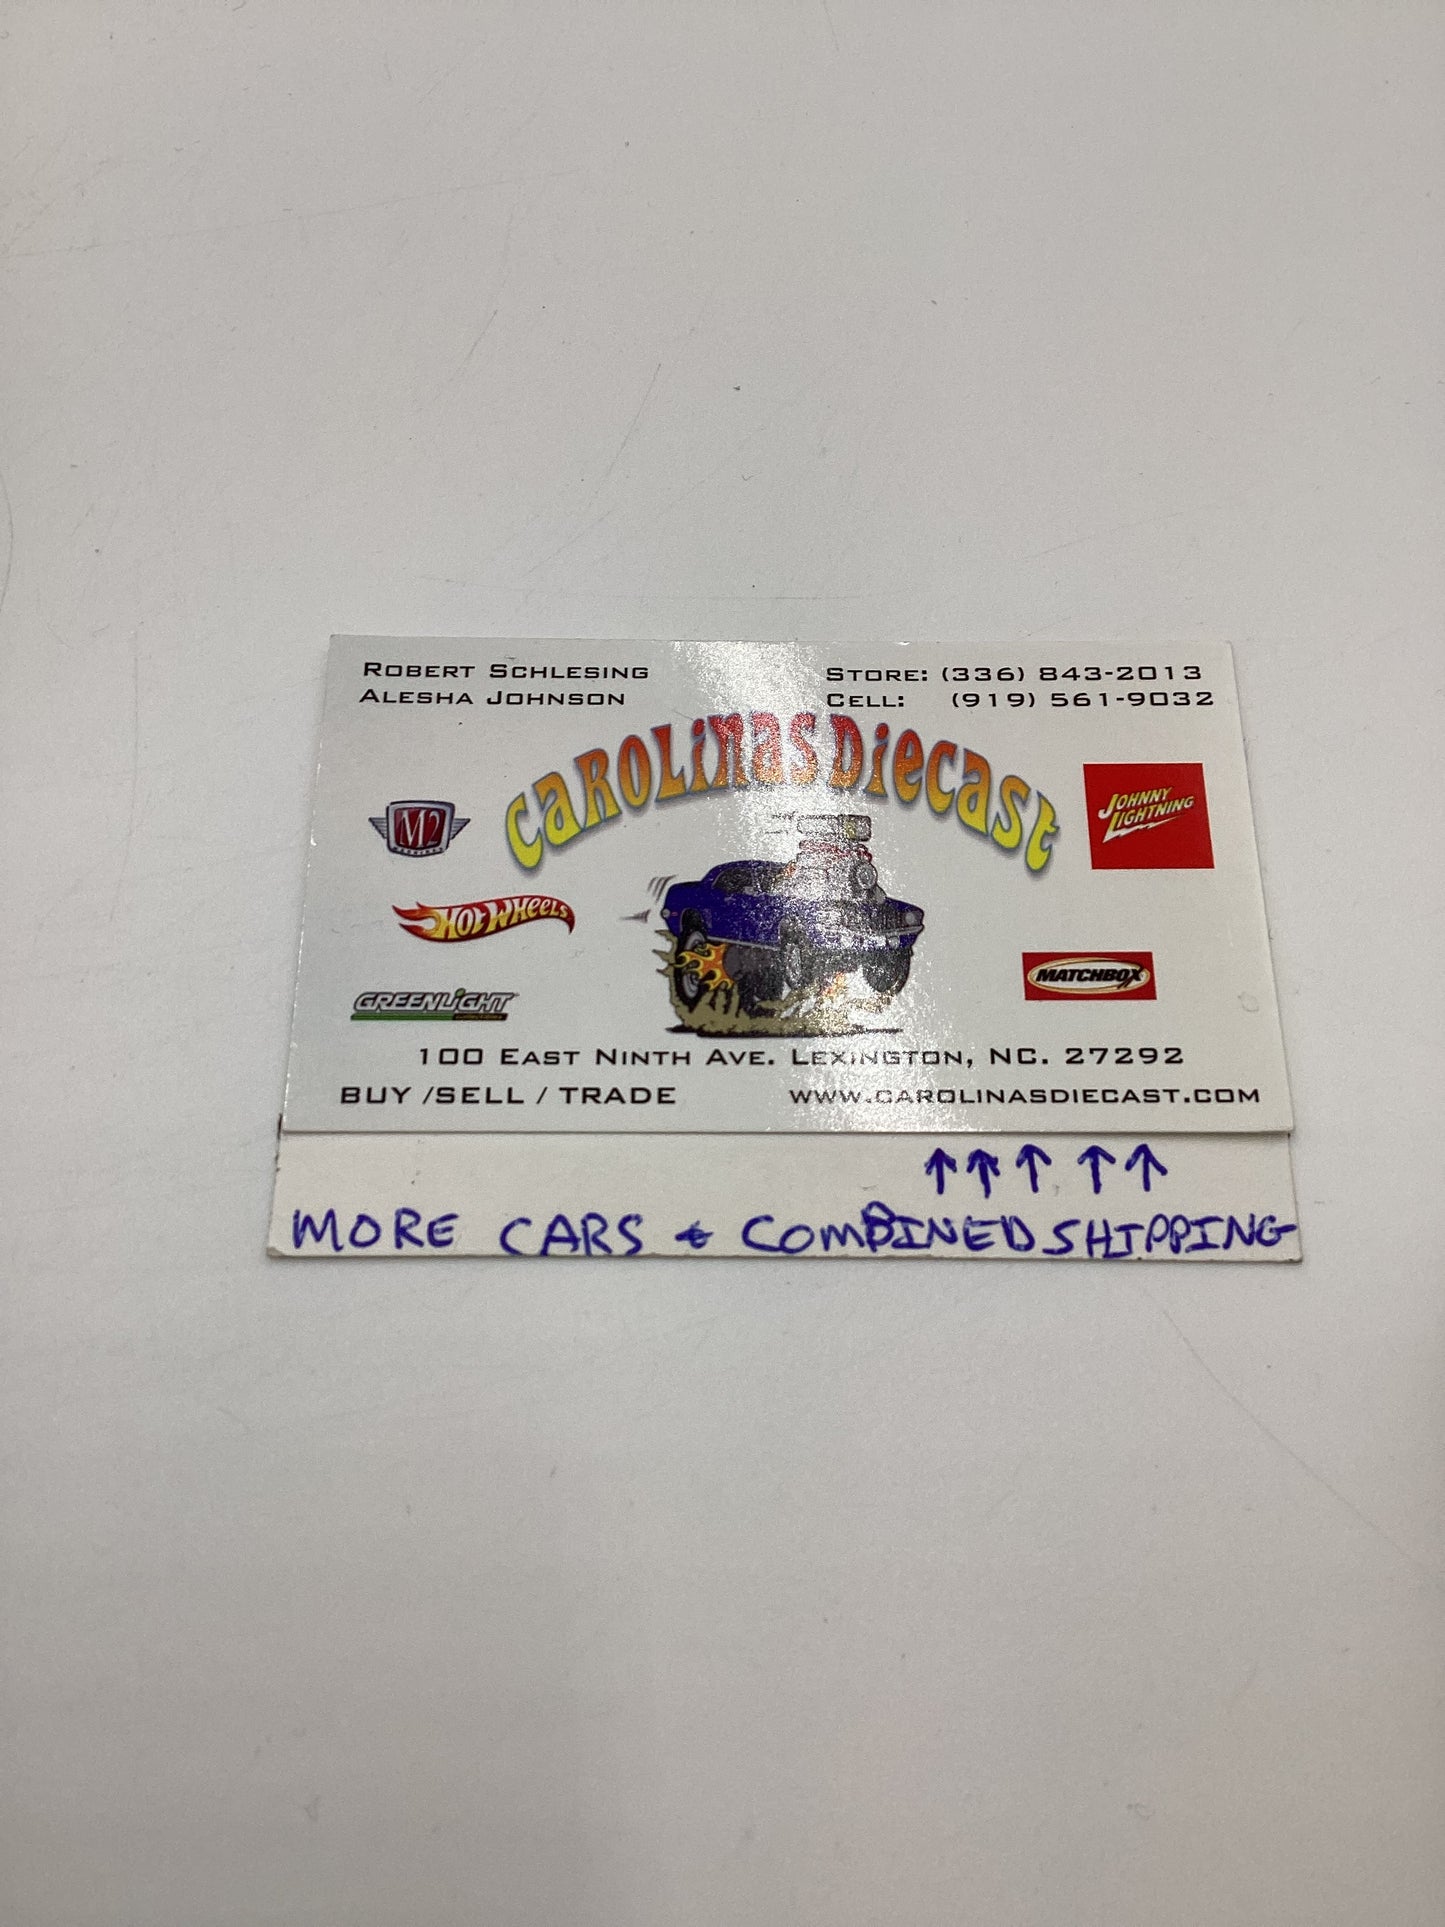 ROBERT SCHLESING
ALESHA JOHNSON
STORE: (336) 843-2013
CELL: (919) 561-9032
CAROLINAS DIECAST
M2
MACHINES
JOHNNY
LIGHTNING
HOT WHEELS
MATCHBOX
GREENLIGHT
100 EAST NINTH AVE. LEXINGTON, NC. 27292
BUY /SELL / TRADE
WWW.CAROLINASDIECAST.COM
↑↑↑ ↑↑
MORE CARS & COMBINED SHIPPING